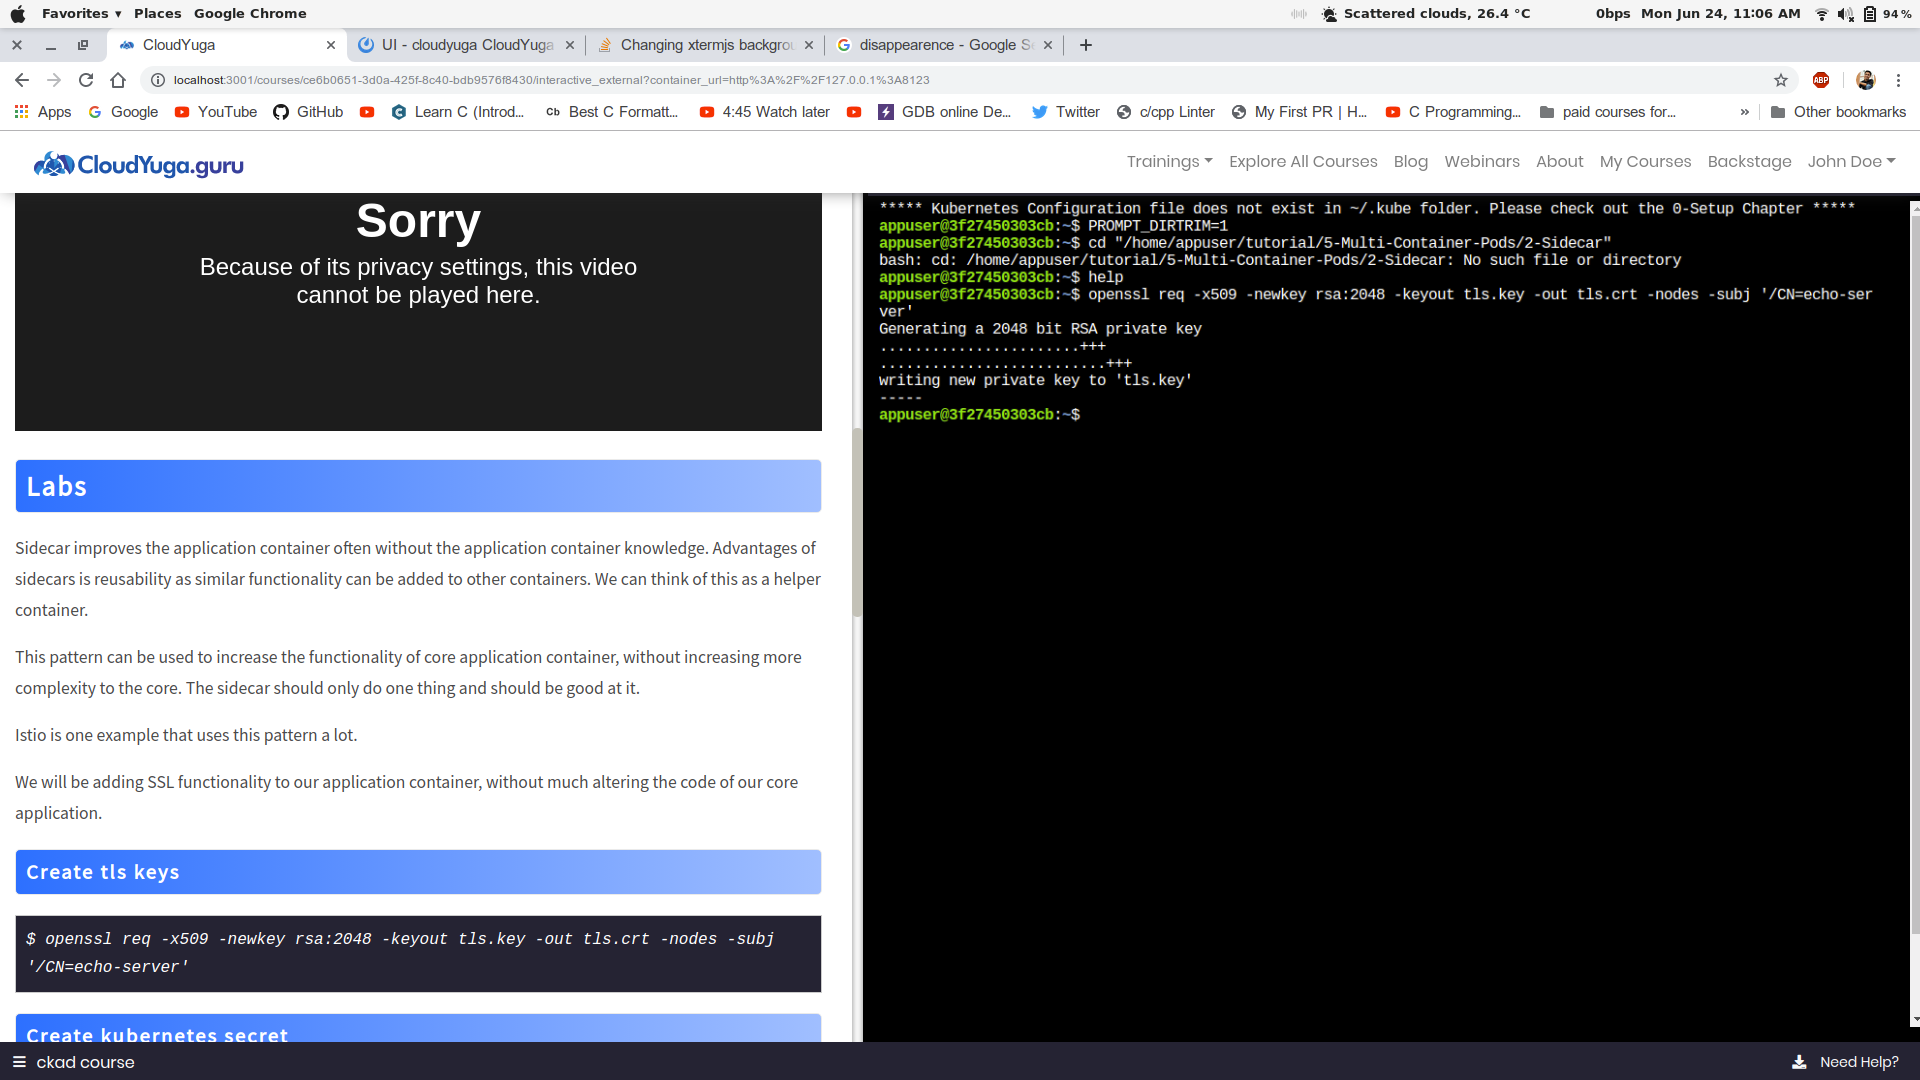 Favorites ▾ Places Google Chrome Scattered clouds, 26.4 °C 0bps Mon Jun 24, 11:06 AM 94 %
CloudYuga UI - cloudyuga CloudYuga Changing xtermjs backgrou disappearence - Google S
localhost:3001/courses/ce6b0651-3d0a-425f-8c40-bdb9576f8430/interactive_external?container_url=http%3A%2F%2F127.0.0.1%3A8123
ABP
Apps Google YouTube GitHub Learn C (Introd... Cb Best C Formatt... 4:45 Watch later GDB online De... Twitter c/cpp Linter My First PR | H... C Programming... paid courses for... » Other bookmarks
CloudYuga.guru
Trainings Explore All Courses Blog Webinars About My Courses Backstage John Doe
Sorry
Because of its privacy settings, this video
cannot be played here.
Labs
Sidecar improves the application container often without the application container knowledge. Advantages of
sidecars is reusability as similar functionality can be added to other containers. We can think of this as a helper
container.
This pattern can be used to increase the functionality of core application container, without increasing more
complexity to the core. The sidecar should only do one thing and should be good at it.
Istio is one example that uses this pattern a lot.
We will be adding SSL functionality to our application container, without much altering the code of our core
application.
Create tls keys
$ openssl req -x509 -newkey rsa:2048 -keyout tls.key -out tls.crt -nodes -subj
'/CN=echo-server'
Create kubernetes secret
***** Kubernetes Configuration file does not exist in ~/.kube folder. Please check out the 0-Setup Chapter *****
appuser@3f27450303cb:~$ PROMPT_DIRTRIM=1
appuser@3f27450303cb:~$ cd "/home/appuser/tutorial/5-Multi-Container-Pods/2-Sidecar"
bash: cd: /home/appuser/tutorial/5-Multi-Container-Pods/2-Sidecar: No such file or directory
appuser@3f27450303cb:~$ help
appuser@3f27450303cb:~$ openssl req -x509 -newkey rsa:2048 -keyout tls.key -out tls.crt -nodes -subj '/CN=echo-ser
ver'
Generating a 2048 bit RSA private key
.......................+++
..........................+++
writing new private key to 'tls.key'
-----
appuser@3f27450303cb:~$
ckad course
Need Help?